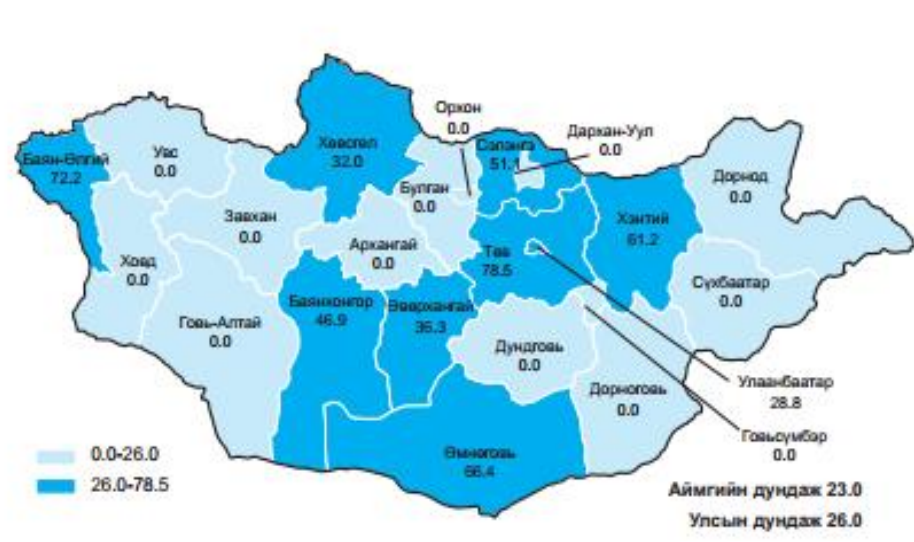 Орхон
0.0
Дархан-Уул
0.0
Хөвсгөл
32.0
Сэлэнгэ
51.1
Баян-Өлгий
72.2
Увс
0.0
Булган
0.0
Дорнод
0.0
Завхан
0.0
Хэнтий
61.2
Архангай
0.0
Төв
78.5
Ховд
0.0
Сүхбаатар
0.0
Баянхонгор
46.9
Өвөрхангай
36.3
Говь-Алтай
0.0
Дундговь
0.0
Улаанбаатар
28.8
Дорноговь
0.0
Говьсүмбэр
0.0
Өмнөговь
66.4
0.0-26.0
26.0-78.5
Аймгийн дундаж 23.0
Улсын дундаж 26.0